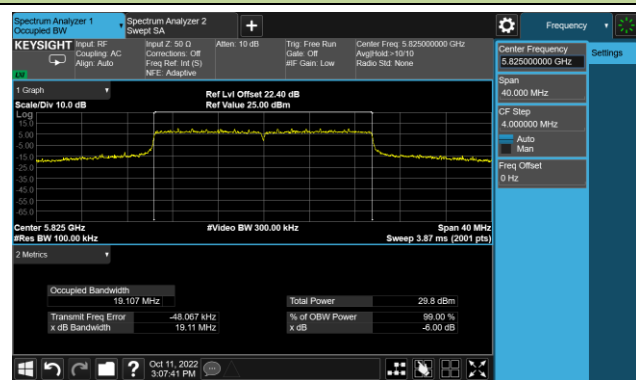 Spectrum Analyzer 1
Occupied BW
Spectrum Analyzer 2
Swept SA
Frequency
KEYSIGHT
Input: RF
Coupling: AC
Align: Auto
Input Z: 50 Ω
Corrections: Off
Freq Ref: Int (S)
NFE: Adaptive
Atten: 10 dB
Trig: Free Run
Gate: Off
#IF Gain: Low
Center Freq: 5.825000000 GHz
Avg|Hold:>10/10
Radio Std: None
Center Frequency
5.825000000 GHz
Settings
Span
40.000 MHz
CF Step
4.000000 MHz
Auto
Man
Freq Offset
0 Hz
1 Graph
Scale/Div 10.0 dB
Ref Lvl Offset 22.40 dB
Ref Value 25.00 dBm
Log
15.0
5.00
-5.00
-15.0
-25.0
-35.0
-45.0
-55.0
-65.0
Center 5.825 GHz
#Res BW 100.00 kHz
#Video BW 300.00 kHz
Span 40 MHz
Sweep 3.87 ms (2001 pts)
2 Metrics
Occupied Bandwidth
19.107 MHz
Transmit Freq Error -48.067 kHz
x dB Bandwidth 19.11 MHz
Total Power 29.8 dBm
% of OBW Power 99.00 %
x dB -6.00 dB
Oct 11, 2022
3:07:41 PM